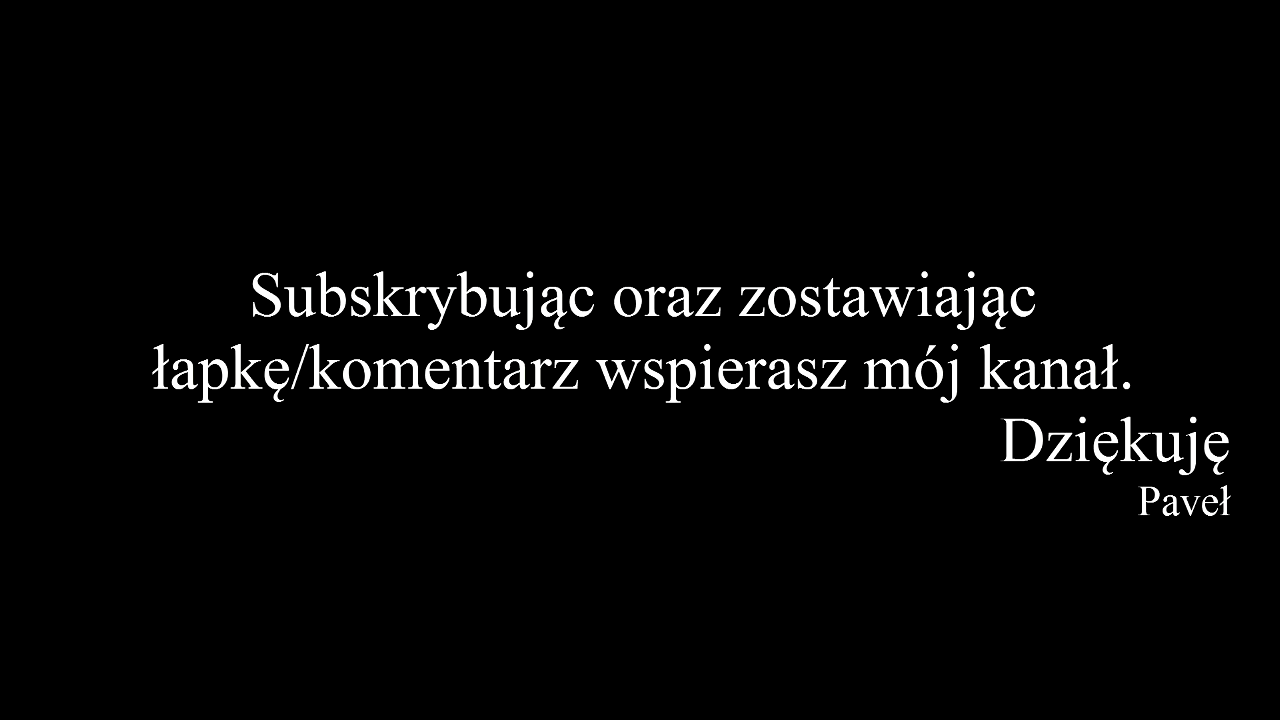 Subskrybując oraz zostawiając
łapkę/komentarz wspierasz mój kanał.
Dziękuję
Paveł